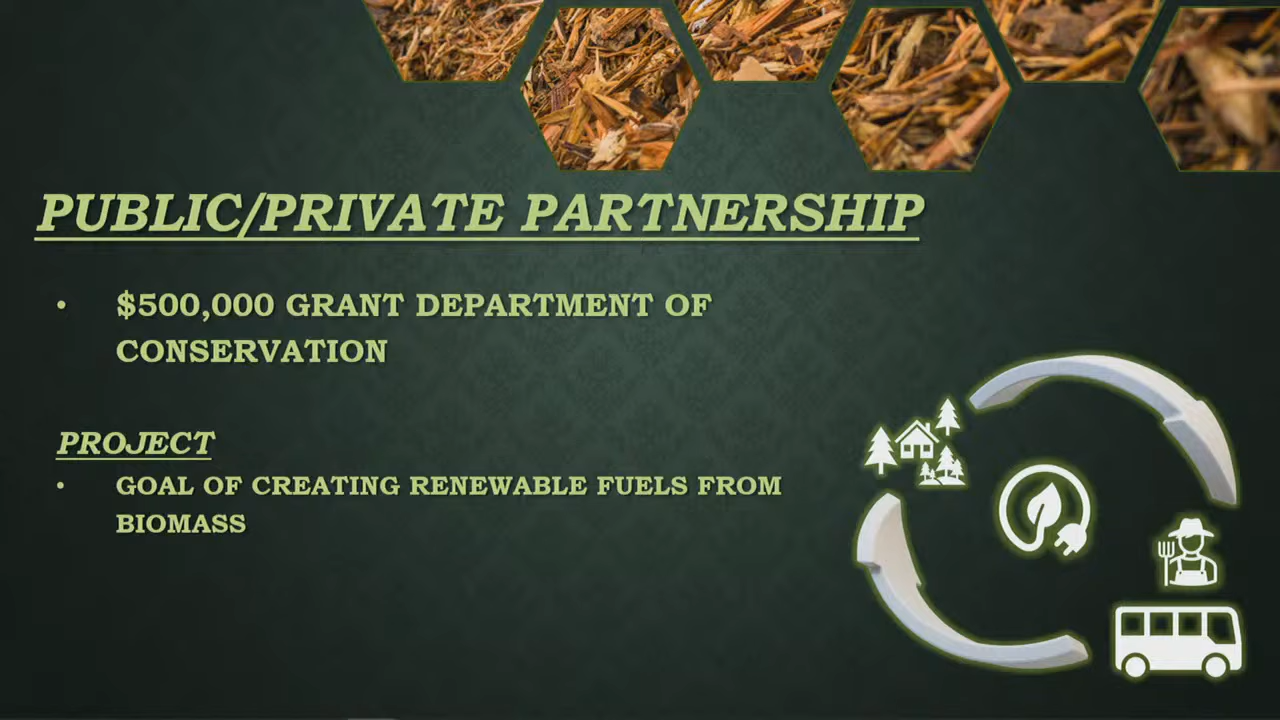 PUBLIC/PRIVATE PARTNERSHIP
• $500,000 GRANT DEPARTMENT OF
CONSERVATION
PROJECT
• GOAL OF CREATING RENEWABLE FUELS FROM
BIOMASS